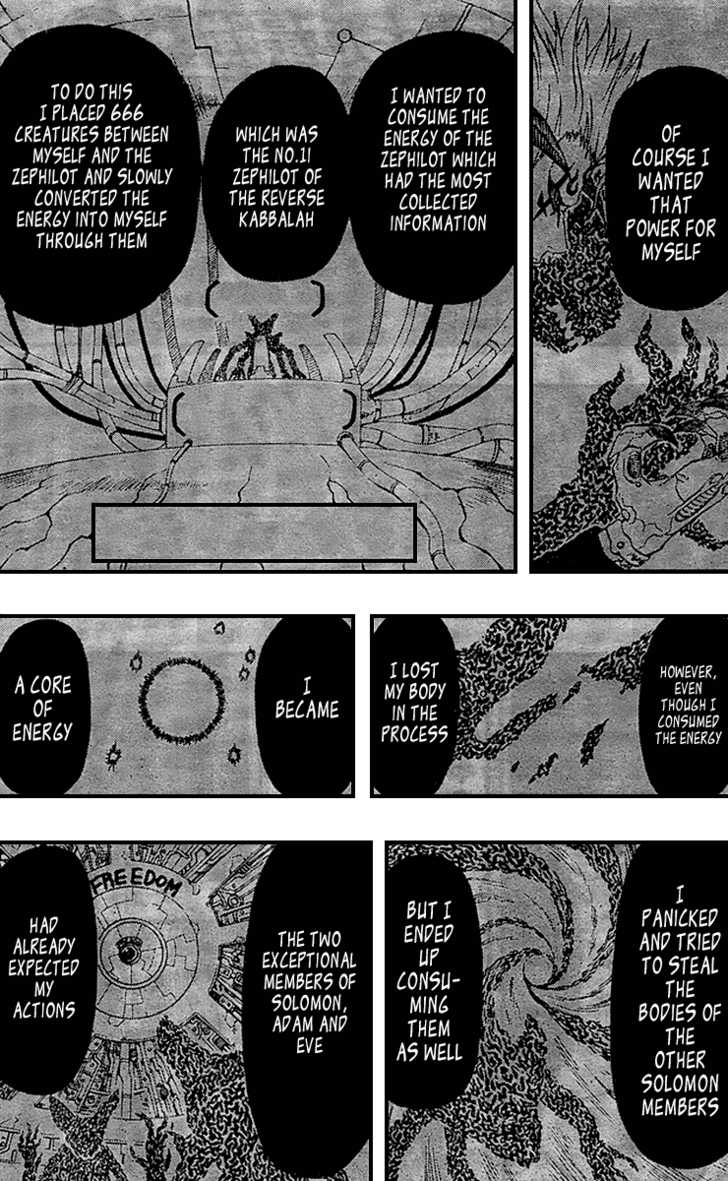 OF
COURSE I
WANTED
THAT
POWER FOR
MYSELF
I WANTED TO
CONSUME THE
ENERGY OF THE
ZEPHILOT WHICH
HAD THE MOST
COLLECTED
INFORMATION
WHICH WAS
THE NO.11
ZEPHILOT OF
THE REVERSE
KABBALAH
TO DO THIS
I PLACED 666
CREATURES BETWEEN
MYSELF AND THE
ZEPHILOT AND SLOWLY
CONVERTED THE
ENERGY INTO MYSELF
THROUGH THEM
HOWEVER,
EVEN
THOUGH I
CONSUMED
THE ENERGY
I LOST
MY BODY
IN THE
PROCESS
I
BECAME
A CORE
OF
ENERGY
I
PANICKED
AND TRIED
TO STEAL
THE
BODIES OF
THE
OTHER
SOLOMON
MEMBERS
BUT I
ENDED
UP
CONSU-
MING
THEM
AS WELL
FREEDOM
THE TWO
EXCEPTIONAL
MEMBERS OF
SOLOMON,
ADAM AND
EVE
HAD
ALREADY
EXPECTED
MY
ACTIONS